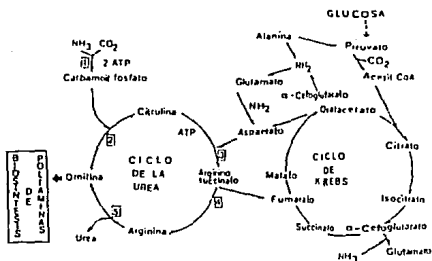 GLUCOSA
NH₃ CO₂
1 2 ATP
Carbamoil fosfato
Alanina
Piruvato
NH₂
CO₂
Acetil CoA
Glutamato
α-Cetoglutarato
NH₂
Oxalacetato
Citrulina
ATP
Aspartato
2
3
CICLO
DE LA
UREA
CICLO
DE
KREBS
Citrato
BIOSINTESIS
DE
POLIAMINAS
Ornitina
Arginino
succinato
Malato
Fumarato
Isocitrato
5
4
Urea
Arginina
Succinato
α-Cetoglutarato
NH₃
Glutamato